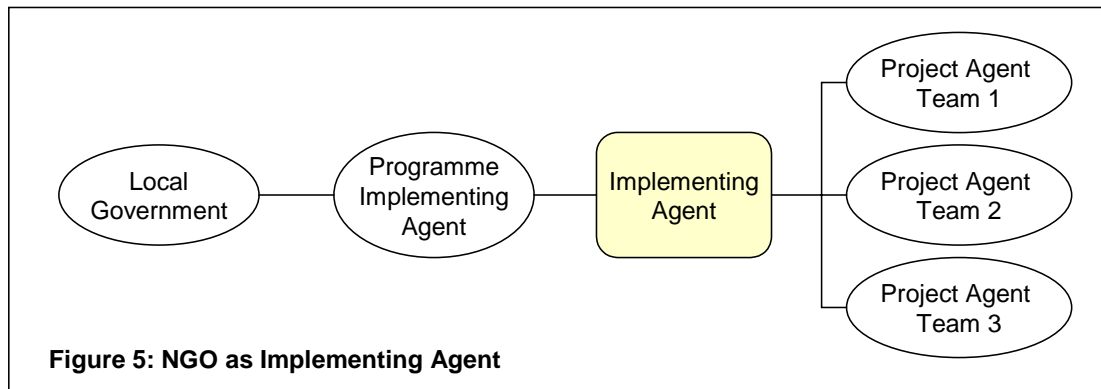 Local
Government
Programme
Implementing
Agent
Implementing
Agent
Project Agent
Team 1
Project Agent
Team 2
Project Agent
Team 3
Figure 5: NGO as Implementing Agent